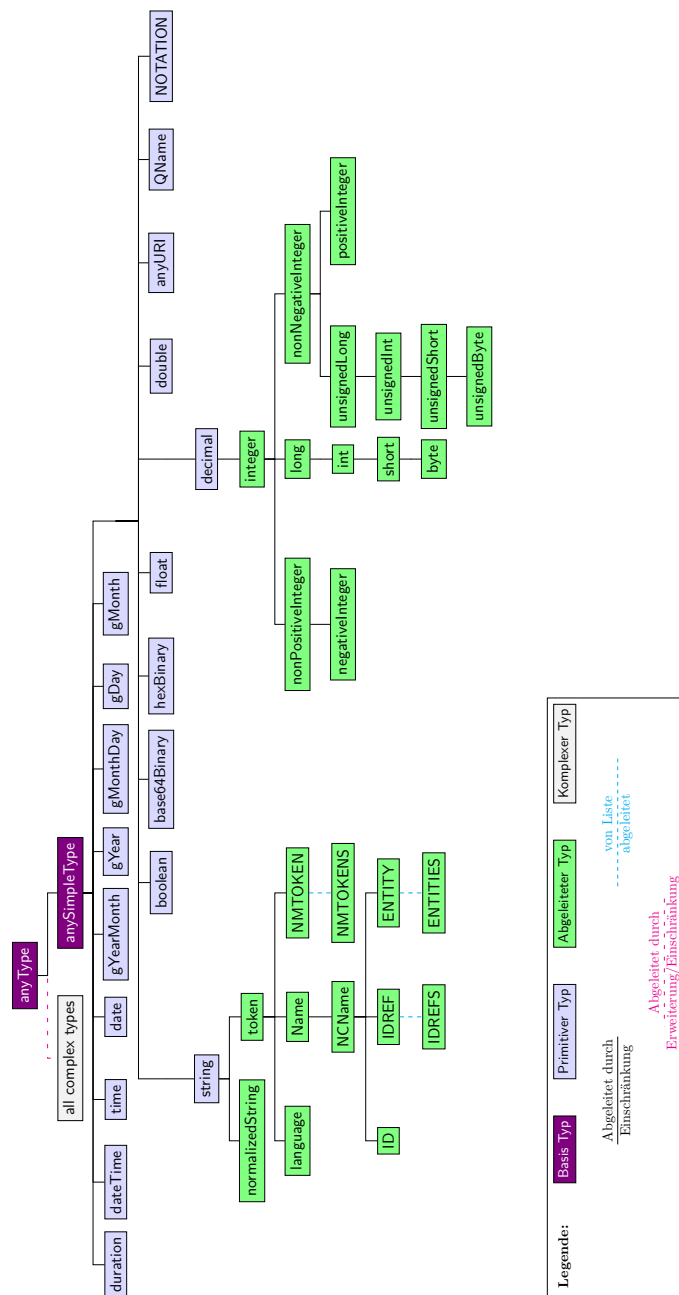 anyType
all complex types
anySimpleType
duration
dateTime
time
date
gYearMonth
gYear
gMonthDay
gDay
gMonth
boolean
base64Binary
hexBinary
float
double
anyURI
QName
NOTATION
string
decimal
normalizedString
token
integer
language
Name
NMTOKEN
nonPositiveInteger
long
nonNegativeInteger
NCName
NMTOKENS
negativeInteger
int
unsignedLong
positiveInteger
ID
IDREF
ENTITY
short
unsignedInt
IDREFS
ENTITIES
byte
unsignedShort
unsignedByte
Legende:
Basis Typ
Primitiver Typ
Abgeleiteter Typ
Komplexer Typ
Abgeleitet durch
Einschränkung
von Liste
abgeleitet
Abgeleitet durch
Erweiterung/Einschränkung